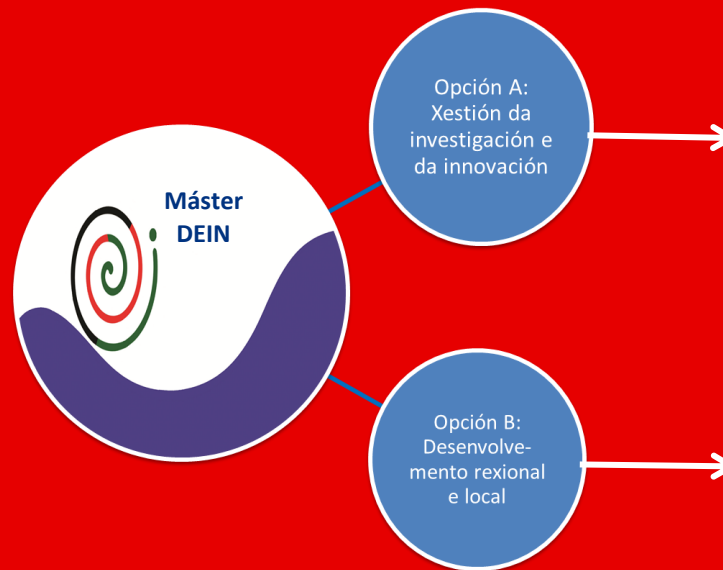 Máster
DEIN
Opción A:
Xestión da
investigación e
da innovación
Opción B:
Desenvolve-
mento rexional
e local